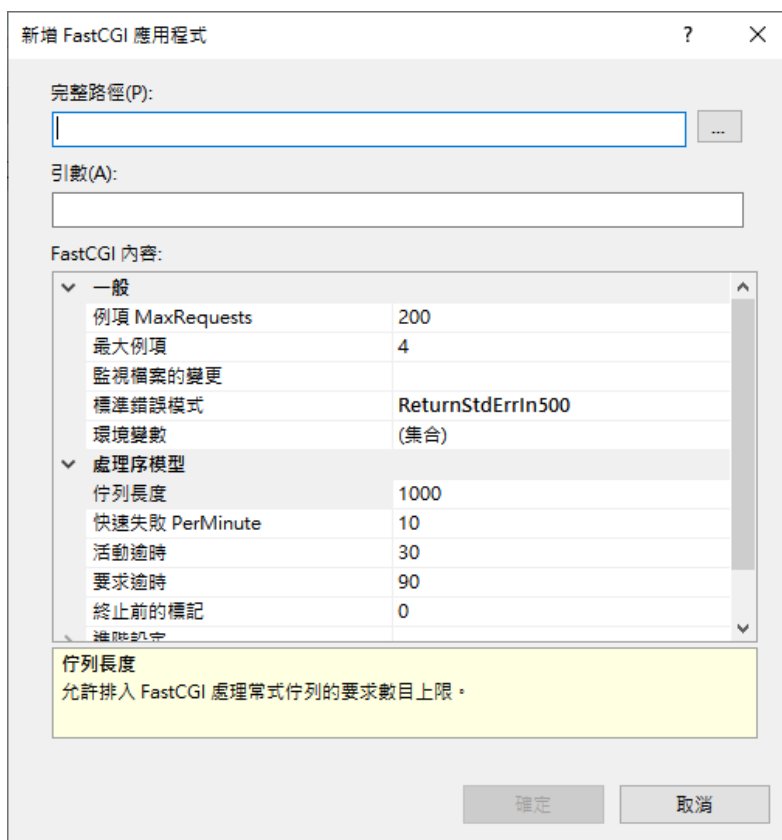 新增 FastCGI 應用程式
完整路徑(P):
...
引數(A):
FastCGI 內容:
一般
例項 MaxRequests 200
最大例項 4
監視檔案的變更
標準錯誤模式 ReturnStdErrIn500
環境變數 (集合)
處理序模型
佇列長度 1000
快速失敗 PerMinute 10
活動逾時 30
要求逾時 90
終止前的標記 0
進階設定
佇列長度
允許排入 FastCGI 處理常式佇列的要求數目上限。
確定 取消